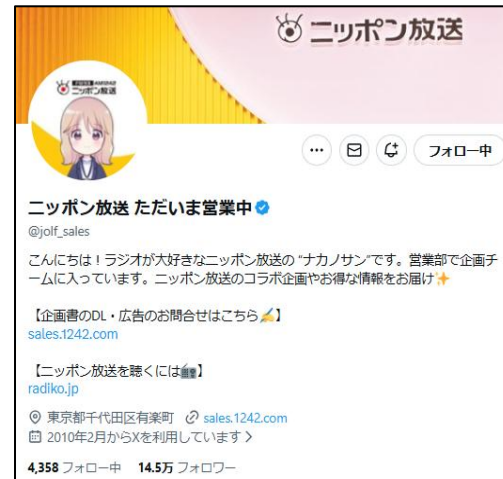 ニッポン放送
ニッポン放送
フォロー中
ニッポン放送 ただいま営業中
@jolf_sales
こんにちは！ラジオが大好きなニッポン放送の “ナカノサン”です。営業部で企画チ
ームに入っています。ニッポン放送のコラボ企画やお得な情報をお届け✨
【企画書のDL・広告のお問合せはこちら✍】
sales.1242.com
【ニッポン放送を聴くには📻】
radiko.jp
東京都千代田区有楽町 sales.1242.com
2010年2月からXを利用しています
4,358 フォロー中 14.5万 フォロワー